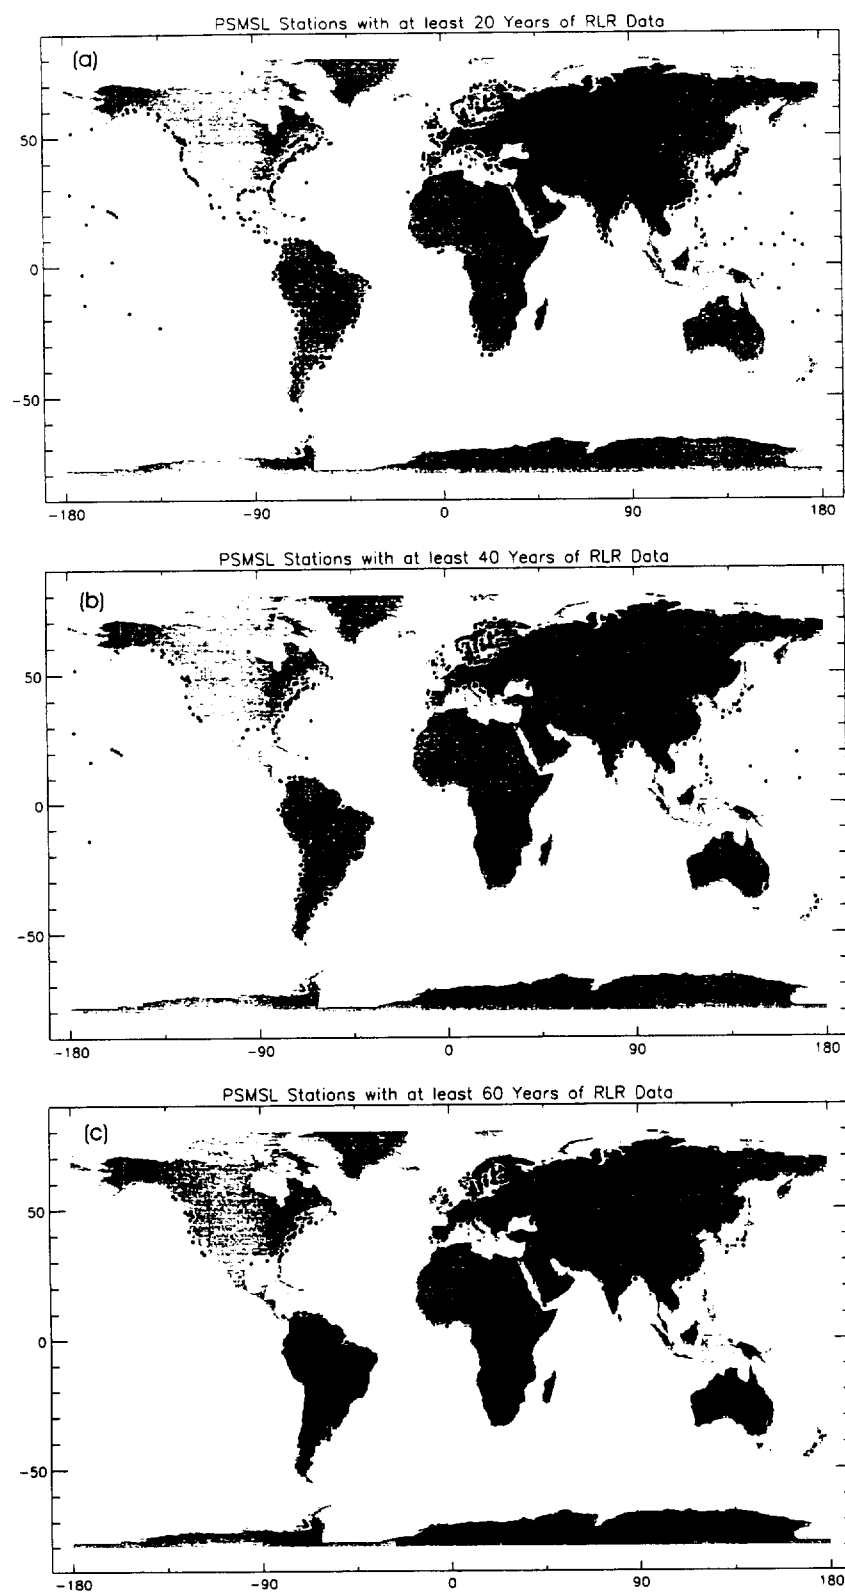 PSMSL Stations with at least 20 Years of RLR Data
(a)
50
0
-50
-180 -90 0 90 180
PSMSL Stations with at least 40 Years of RLR Data
(b)
50
0
-50
-180 -90 0 90 180
PSMSL Stations with at least 60 Years of RLR Data
(c)
50
0
-50
-180 -90 0 90 180